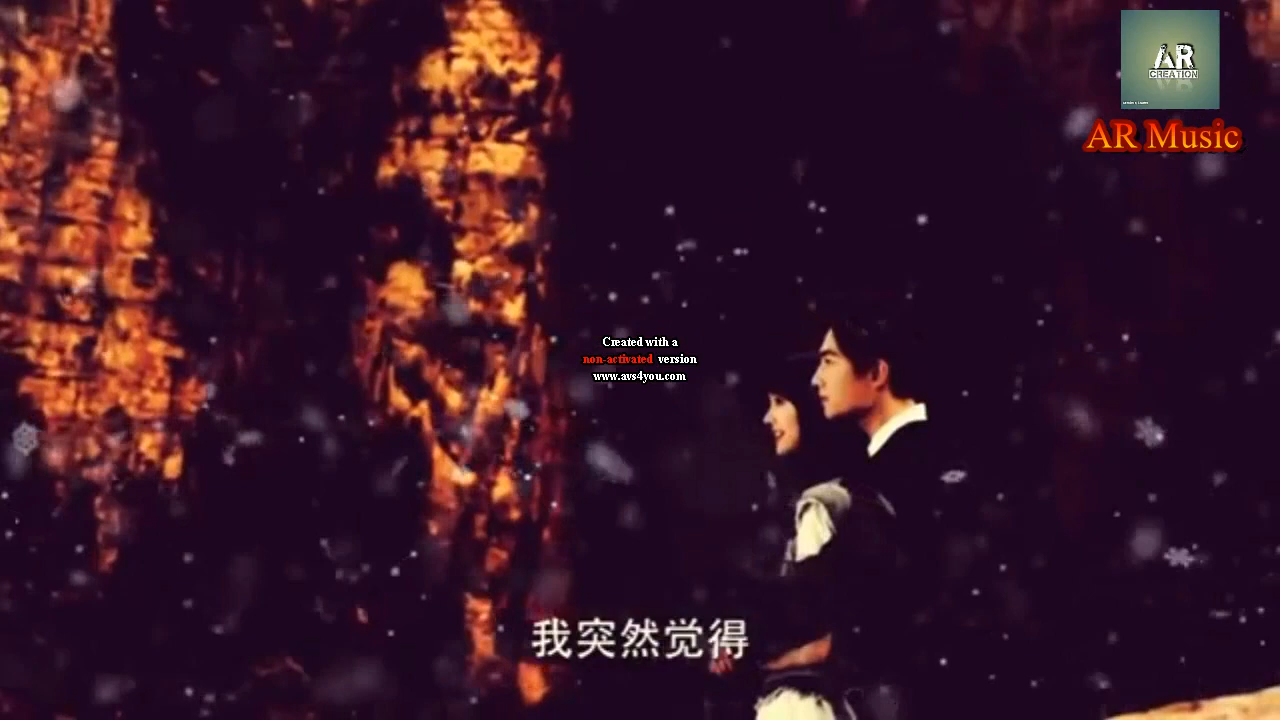 AR
CREATION
AR Music
Created with a
non-activated version
www.avs4you.com
我突然觉得